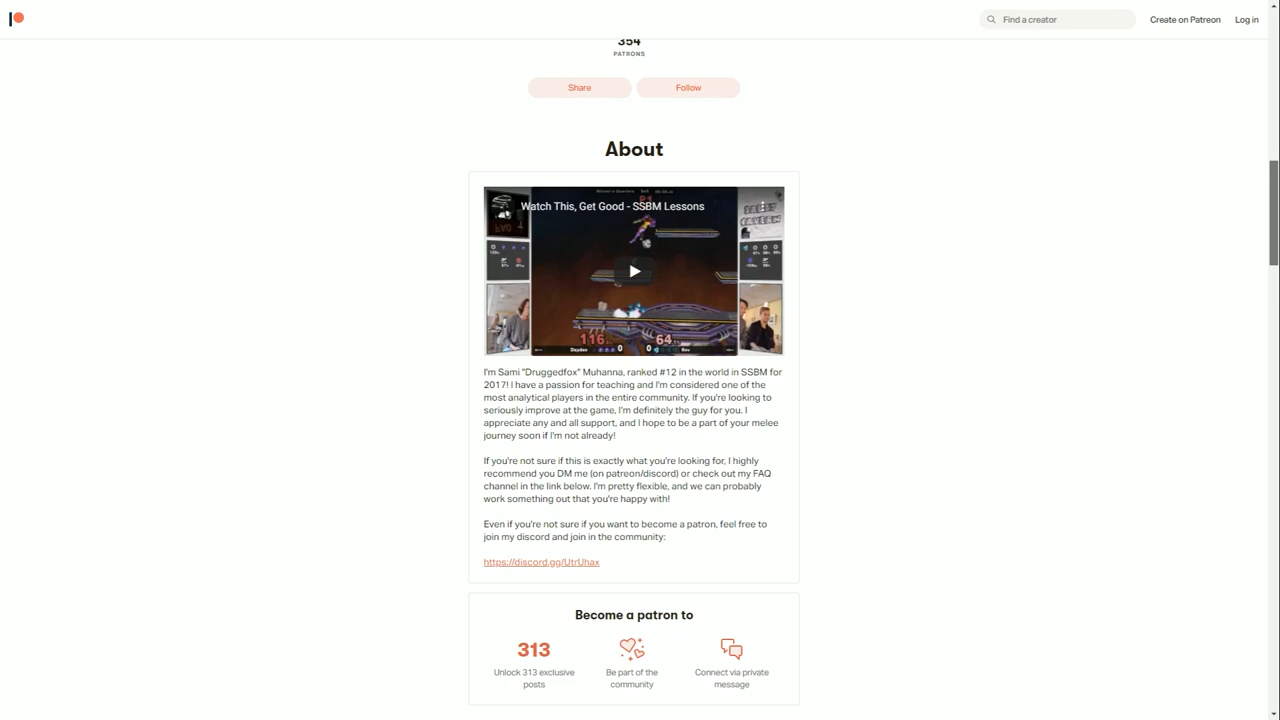 Find a creator
Create on Patreon
Log in
354
PATRONS
Share
Follow
About
Watch This, Get Good - SSBM Lessons
116
64
I'm Sami "Druggedfox" Muhanna, ranked #12 in the world in SSBM for
2017! I have a passion for teaching and I'm considered one of the
most analytical players in the entire community. If you're looking to
seriously improve at the game, I'm definitely the guy for you. I
appreciate any and all support, and I hope to be a part of your melee
journey soon if I'm not already!
If you're not sure if this is exactly what you're looking for, I highly
recommend you DM me (on patreon/discord) or check out my FAQ
channel in the link below. I'm pretty flexible, and we can probably
work something out that you're happy with!
Even if you're not sure if you want to become a patron, feel free to
join my discord and join in the community:
https://discord.gg/UtrUhax
Become a patron to
313
Unlock 313 exclusive
posts
Be part of the
community
Connect via private
message